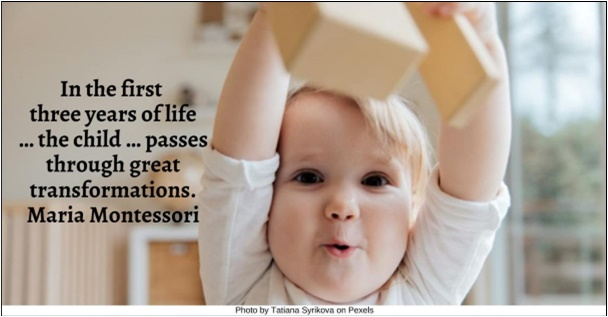 In the first
three years of life
... the child ... passes
through great
transformations.
Maria Montessori
Photo by Tatiana Syrikova on Pexels